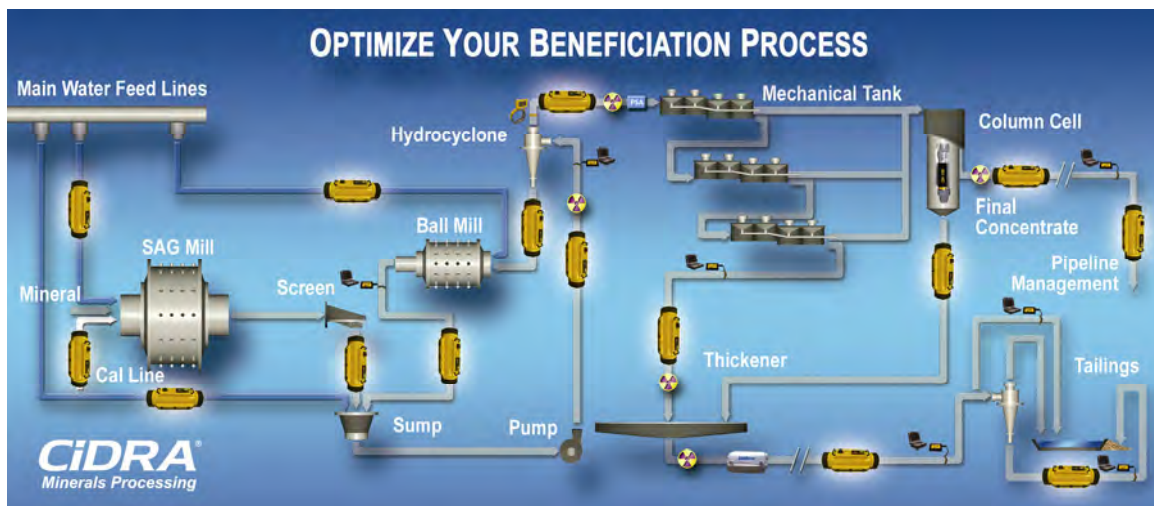 OPTIMIZE YOUR BENEFICIATION PROCESS
Main Water Feed Lines
Mechanical Tank
PSA
Hydrocyclone
Column Cell
Final
Concentrate
SAG Mill
Ball Mill
Pipeline
Management
Mineral
Screen
Thickener
Tailings
Cal Line
Sump
Pump
CiDRA®
Minerals Processing